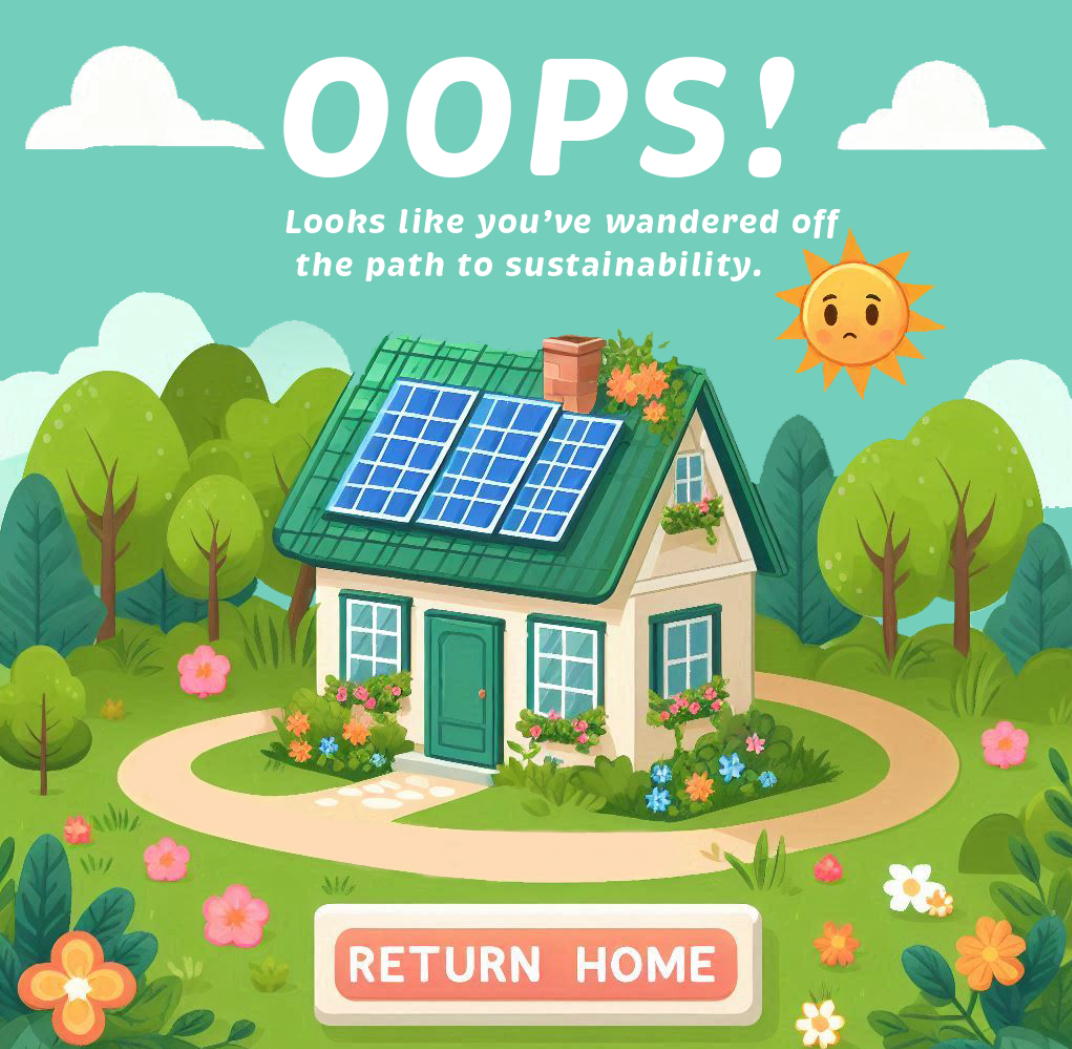 OOPS!
Looks like you've wandered off
the path to sustainability.
RETURN HOME